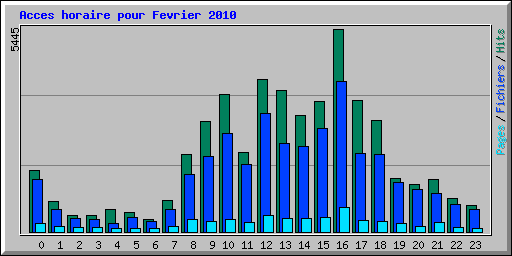 Acces horaire pour Fevrier 2010
5445
Pages / Fichiers / Hits
0 1 2 3 4 5 6 7 8 9 10 11 12 13 14 15 16 17 18 19 20 21 22 23